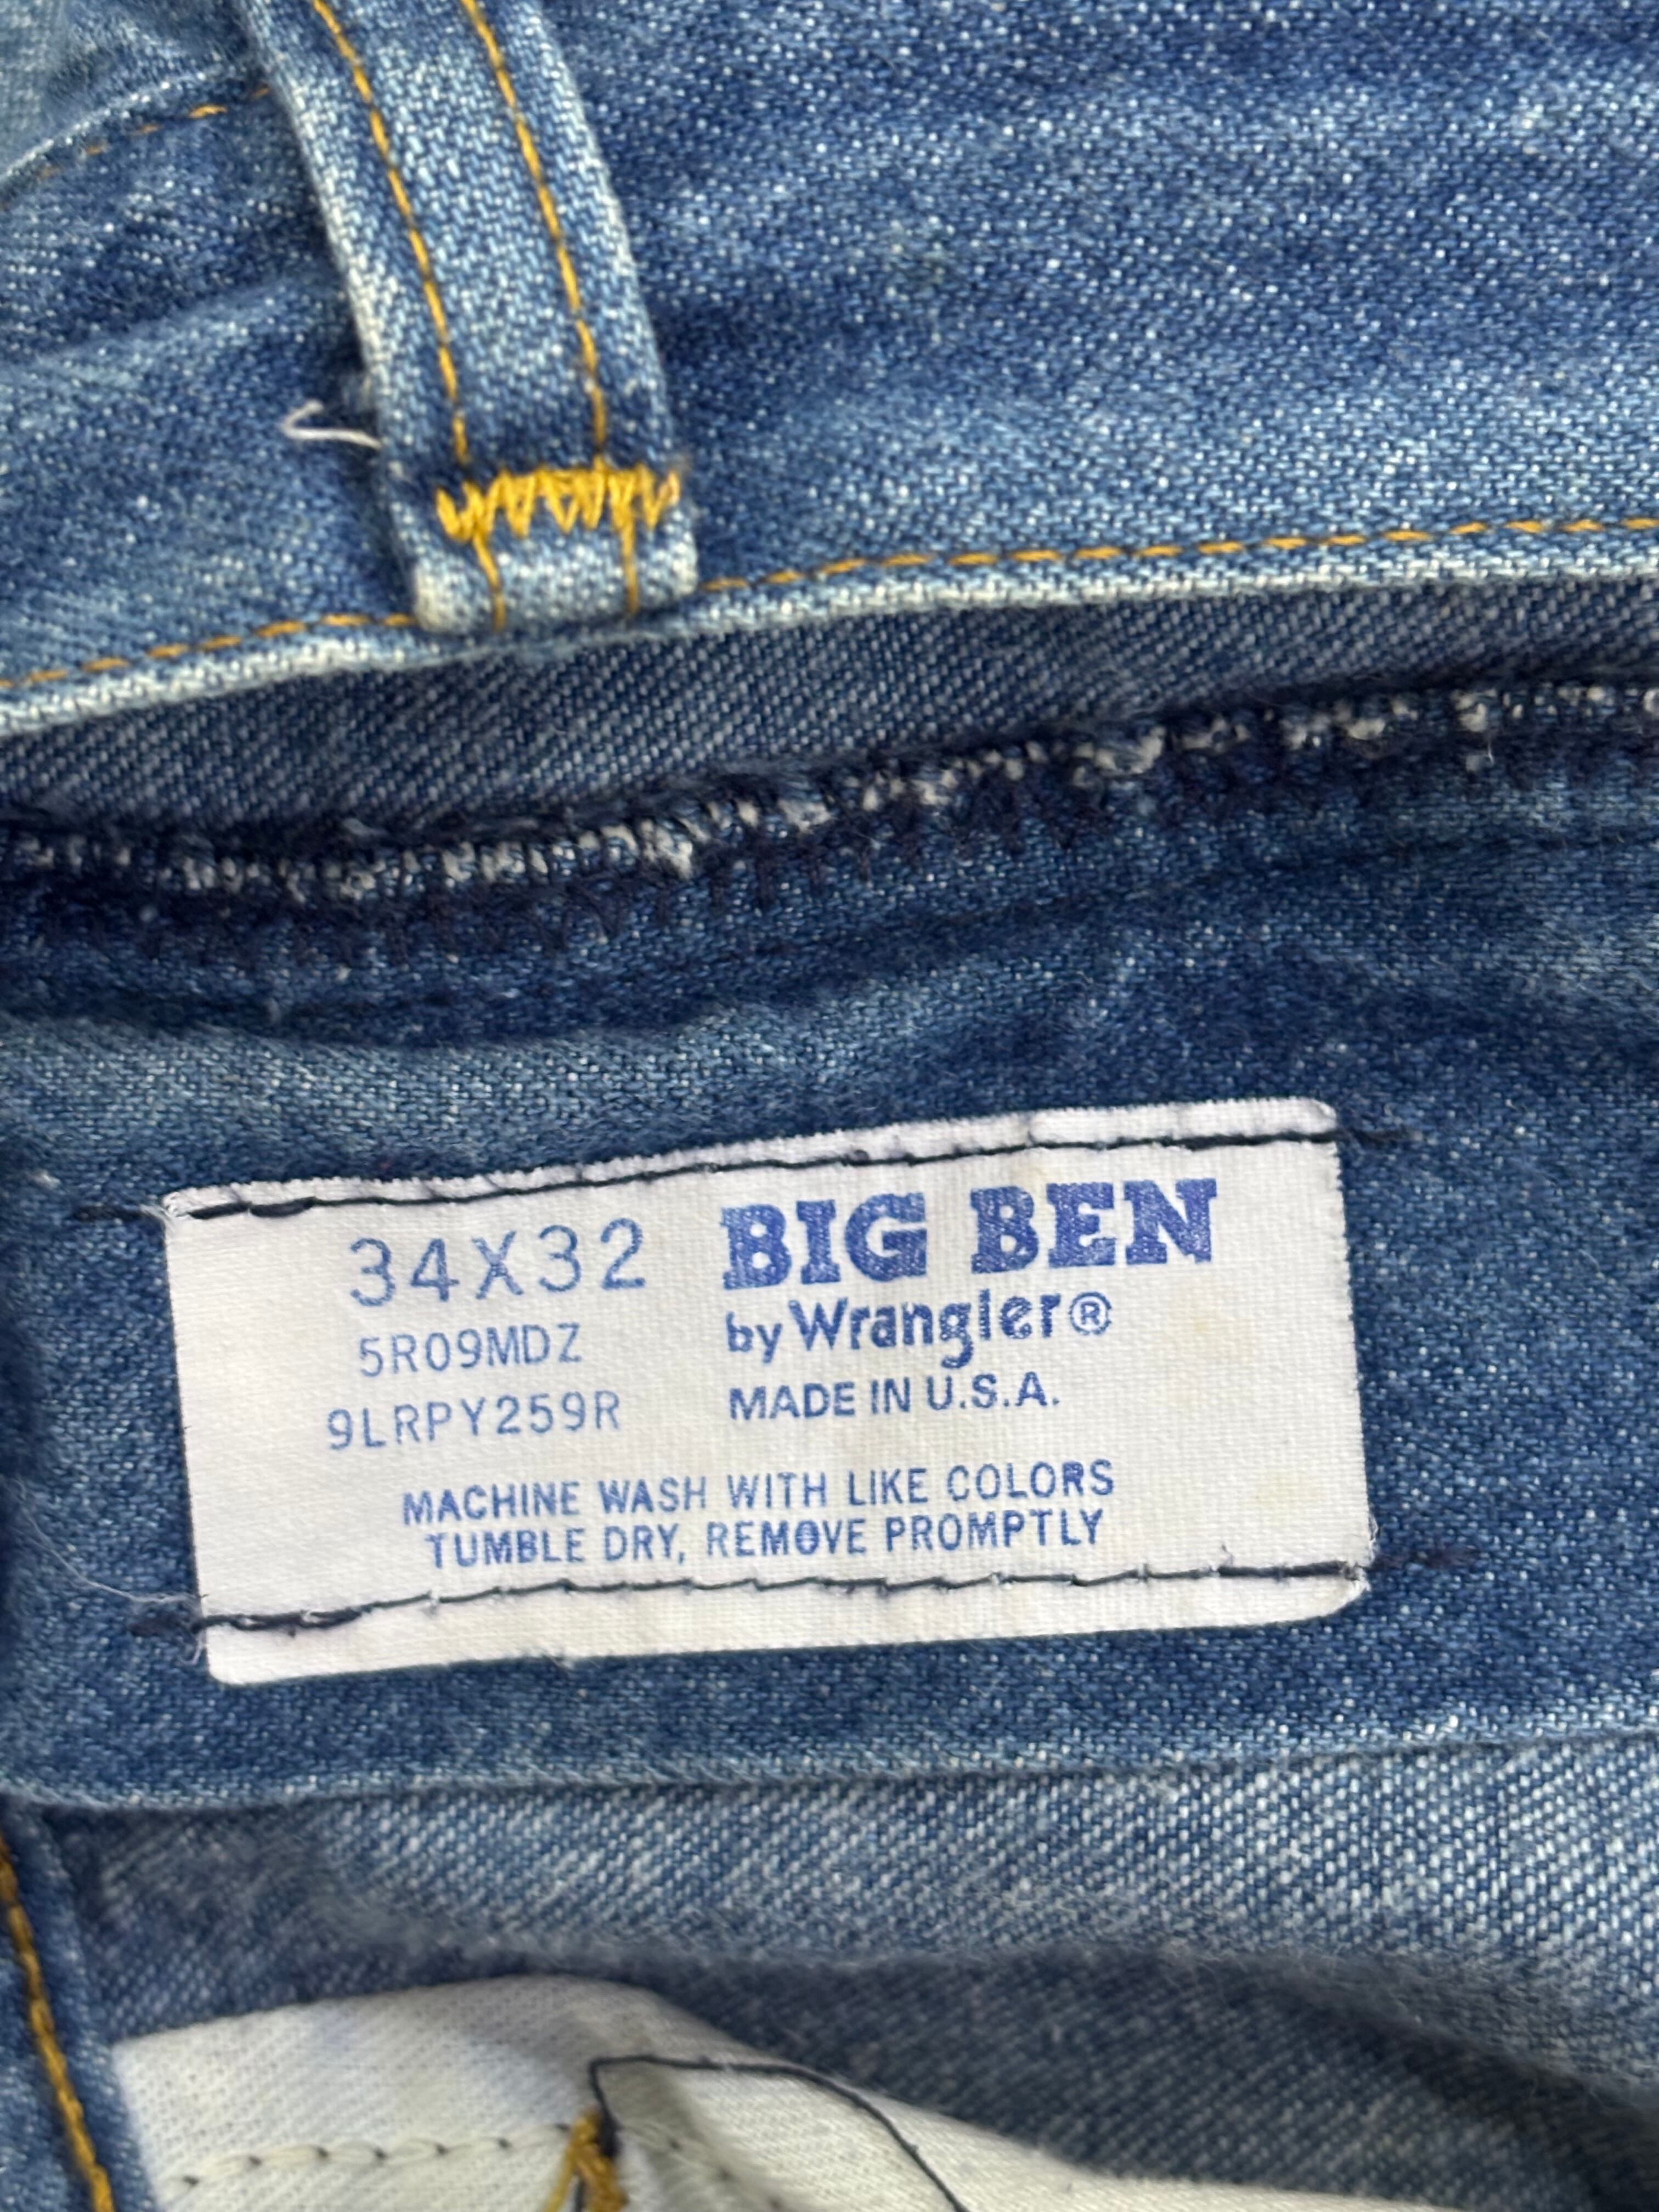 34X32 BIG BEN
5R09MDZ by Wrangler®
9LRPY259R MADE IN U.S.A.
MACHINE WASH WITH LIKE COLORS
TUMBLE DRY, REMOVE PROMPTLY